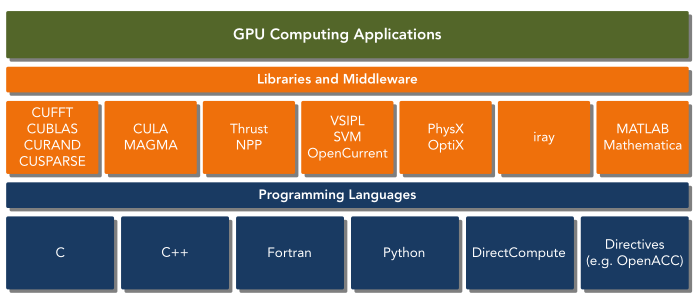 GPU Computing Applications
Libraries and Middleware
CUFFT
CUBLAS
CURAND
CUSPARSE
CULA
MAGMA
Thrust
NPP
VSIPL
SVM
OpenCurrent
PhysX
OptiX
iray
MATLAB
Mathematica
Programming Languages
C
C++
Fortran
Python
DirectCompute
Directives
(e.g. OpenACC)